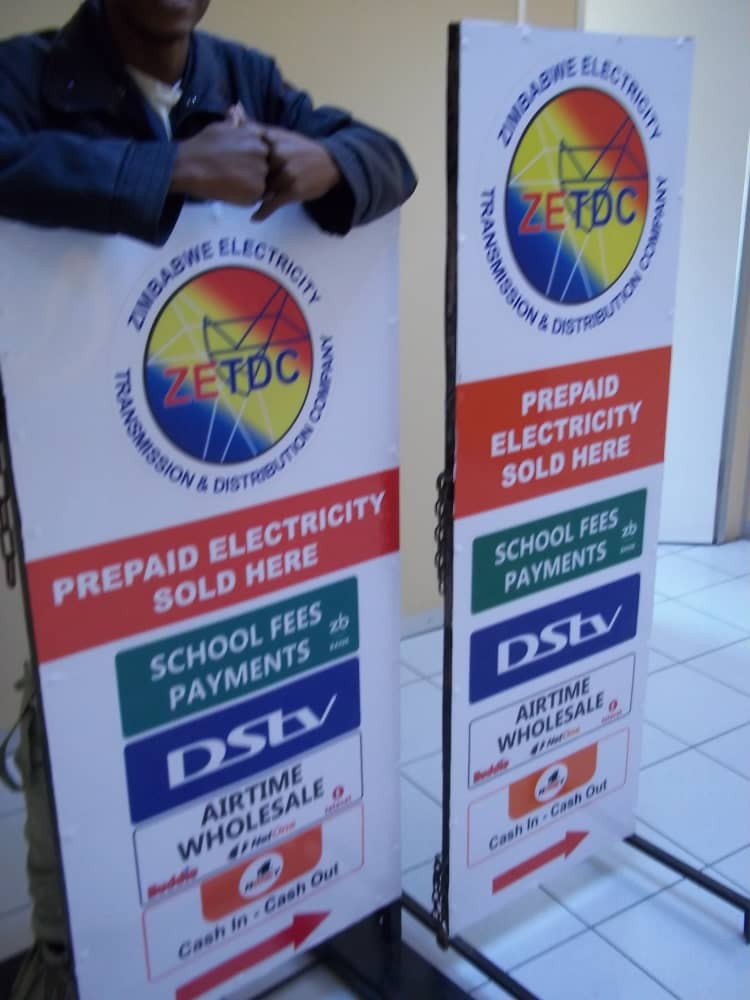 ZIMBABWE ELECTRICITY
ZETDC
TRANSMISSION & DISTRIBUTION COMPANY
PREPAID ELECTRICITY
SOLD HERE
SCHOOL FEES
PAYMENTS
zb
DStv
AIRTIME
WHOLESALE
Buddie
NetOne
telecel
Cash In - Cash Out
ZIMBABWE ELECTRICITY
ZETDC
TRANSMISSION & DISTRIBUTION COMPANY
PREPAID
ELECTRICITY
SOLD HERE
SCHOOL FEES
PAYMENTS
zb
DStv
AIRTIME
WHOLESALE
Buddie
NetOne
Cash In - Cash Out